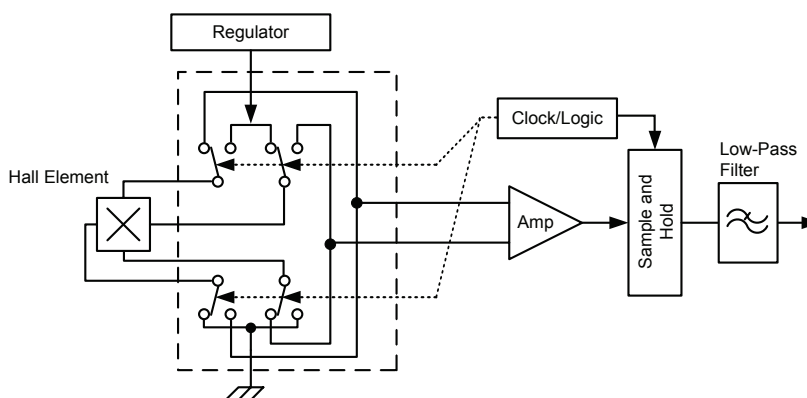 Regulator
Clock/Logic
Low-Pass
Filter
Hall Element
Amp
Sample and
Hold